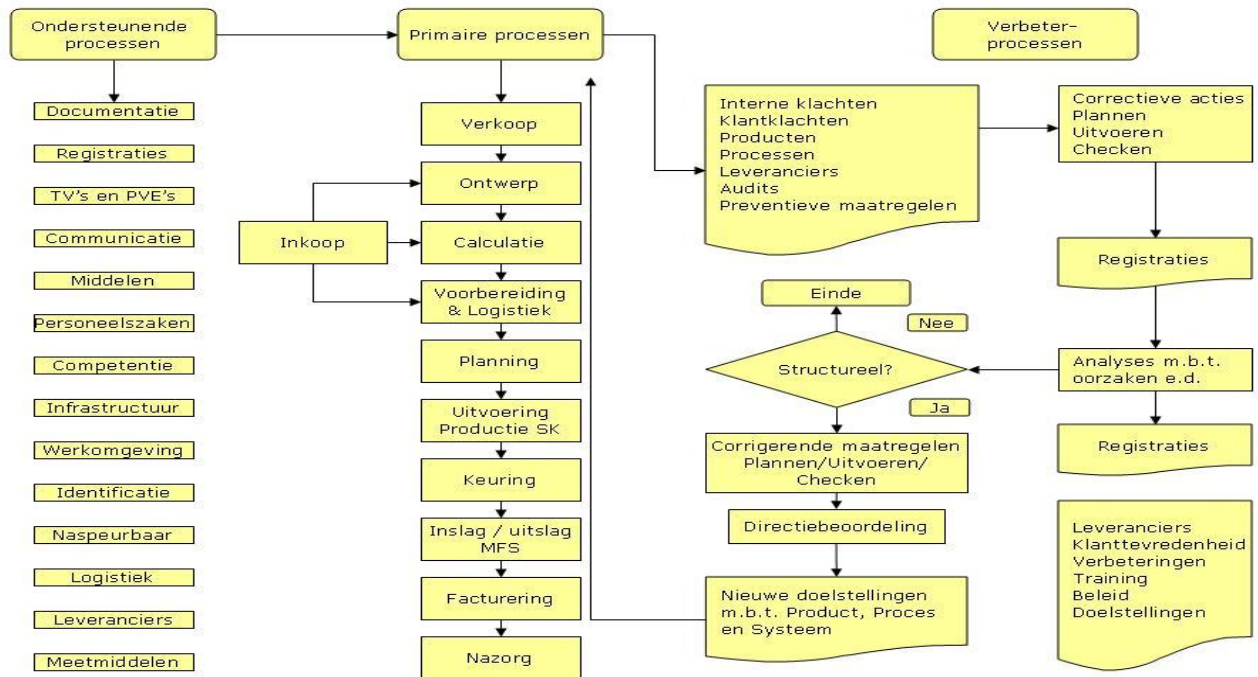 Ondersteunende
processen
Documentatie
Registraties
TV's en PVE's
Communicatie
Middelen
Personeelszaken
Competentie
Infrastructuur
Werkomgeving
Identificatie
Naspeurbaar
Logistiek
Leveranciers
Meetmiddelen
Primaire processen
Verkoop
Ontwerp
Inkoop
Calculatie
Voorbereiding
& Logistiek
Planning
Uitvoering
Productie SK
Keuring
Inslag / uitslag
MFS
Facturering
Nazorg
Verbeter-
processen
Interne klachten
Klantklachten
Producten
Processen
Leveranciers
Audits
Preventieve maatregelen
Correctieve acties
Plannen
Uitvoeren
Checken
Registraties
Analyses m.b.t.
oorzaken e.d.
Registraties
Einde
Nee
Structureel?
Ja
Corrigerende maatregelen
Plannen/Uitvoeren/
Checken
Directiebeoordeling
Nieuwe doelstellingen
m.b.t. Product, Proces
en Systeem
Leveranciers
Klanttevredenheid
Verbeteringen
Training
Beleid
Doelstellingen